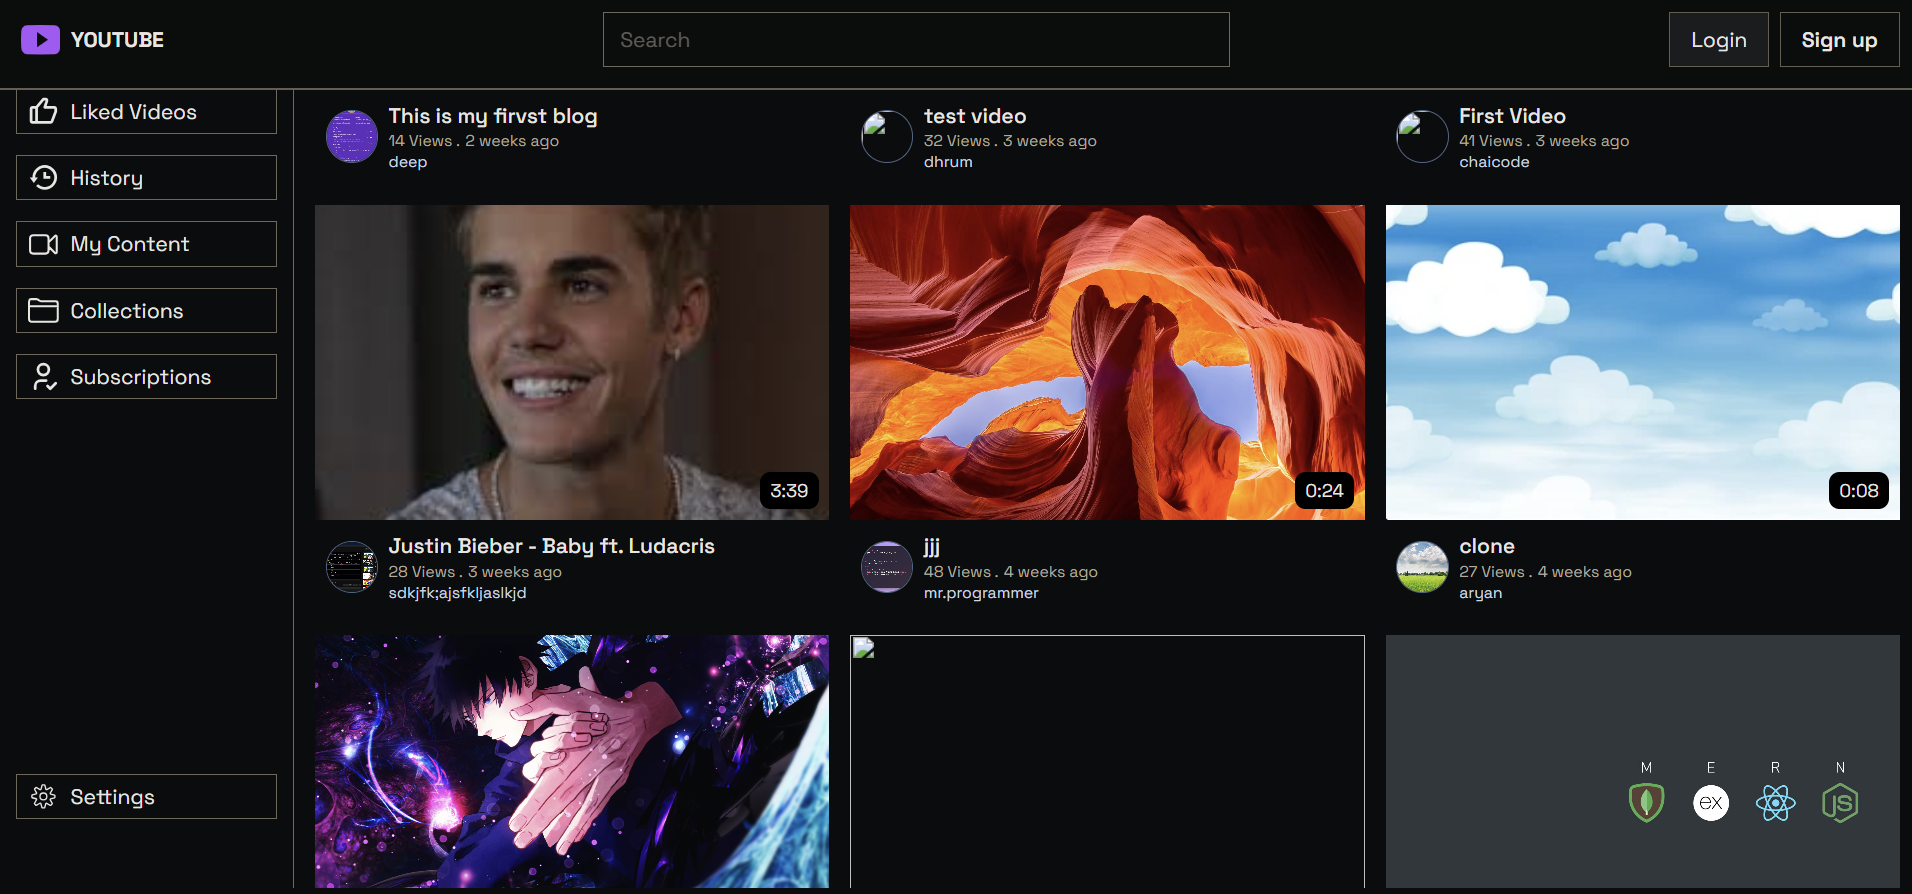 YOUTUBE
Search
Login
Sign up
Liked Videos
History
My Content
Collections
Subscriptions
Settings
This is my firvst blog
14 Views . 2 weeks ago
deep
test video
32 Views . 3 weeks ago
dhrum
First Video
41 Views . 3 weeks ago
chaicode
3:39
0:24
0:08
Justin Bieber - Baby ft. Ludacris
28 Views . 3 weeks ago
sdkjfk;ajsfkljaslkjd
jjj
48 Views . 4 weeks ago
mr.programmer
clone
27 Views . 4 weeks ago
aryan
M E R N
ex JS